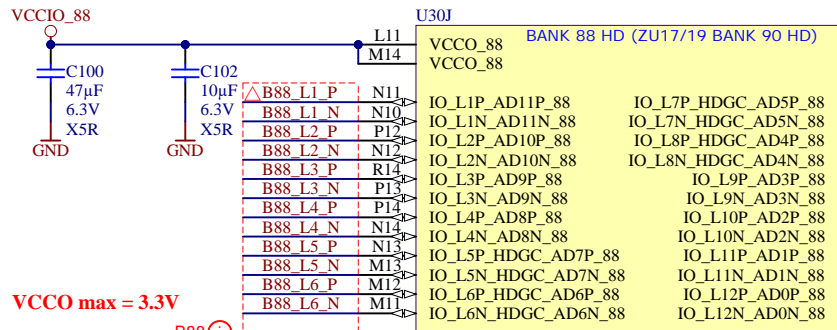 VCCIO_88
U30J
BANK 88 HD (ZU17/19 BANK 90 HD)
L11 VCCO_88
M14 VCCO_88
C100
47µF
6.3V
X5R
GND
C102
10µF
6.3V
X5R
GND
B88_L1_P N11 IO_L1P_AD11P_88 IO_L7P_HDGC_AD5P_88
B88_L1_N N10 IO_L1N_AD11N_88 IO_L7N_HDGC_AD5N_88
B88_L2_P P12 IO_L2P_AD10P_88 IO_L8P_HDGC_AD4P_88
B88_L2_N N12 IO_L2N_AD10N_88 IO_L8N_HDGC_AD4N_88
B88_L3_P R14 IO_L3P_AD9P_88 IO_L9P_AD3P_88
B88_L3_N P13 IO_L3N_AD9N_88 IO_L9N_AD3N_88
B88_L4_P P14 IO_L4P_AD8P_88 IO_L10P_AD2P_88
B88_L4_N N14 IO_L4N_AD8N_88 IO_L10N_AD2N_88
B88_L5_P N13 IO_L5P_HDGC_AD7P_88 IO_L11P_AD1P_88
B88_L5_N M13 IO_L5N_HDGC_AD7N_88 IO_L11N_AD1N_88
B88_L6_P M12 IO_L6P_HDGC_AD6P_88 IO_L12P_AD0P_88
B88_L6_N M11 IO_L6N_HDGC_AD6N_88 IO_L12N_AD0N_88
VCCO max = 3.3V
B88